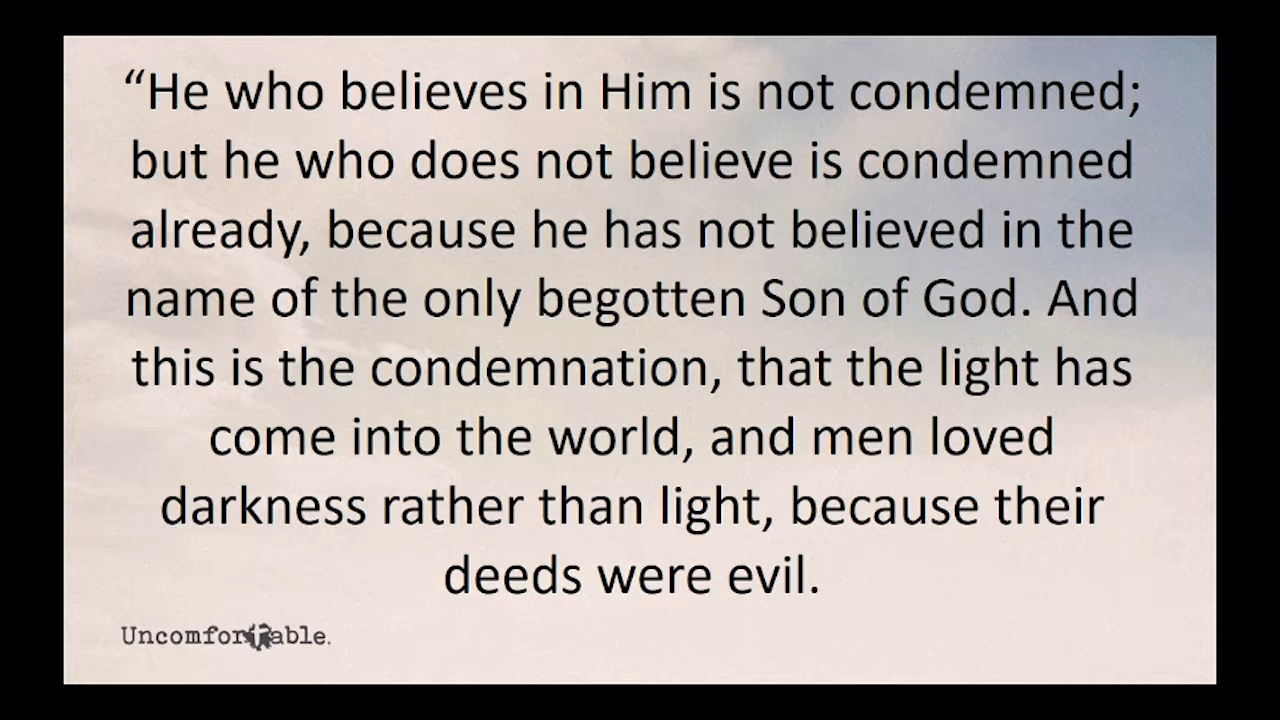 “He who believes in Him is not condemned;
but he who does not believe is condemned
already, because he has not believed in the
name of the only begotten Son of God. And
this is the condemnation, that the light has
come into the world, and men loved
darkness rather than light, because their
deeds were evil.
Uncomfortable.